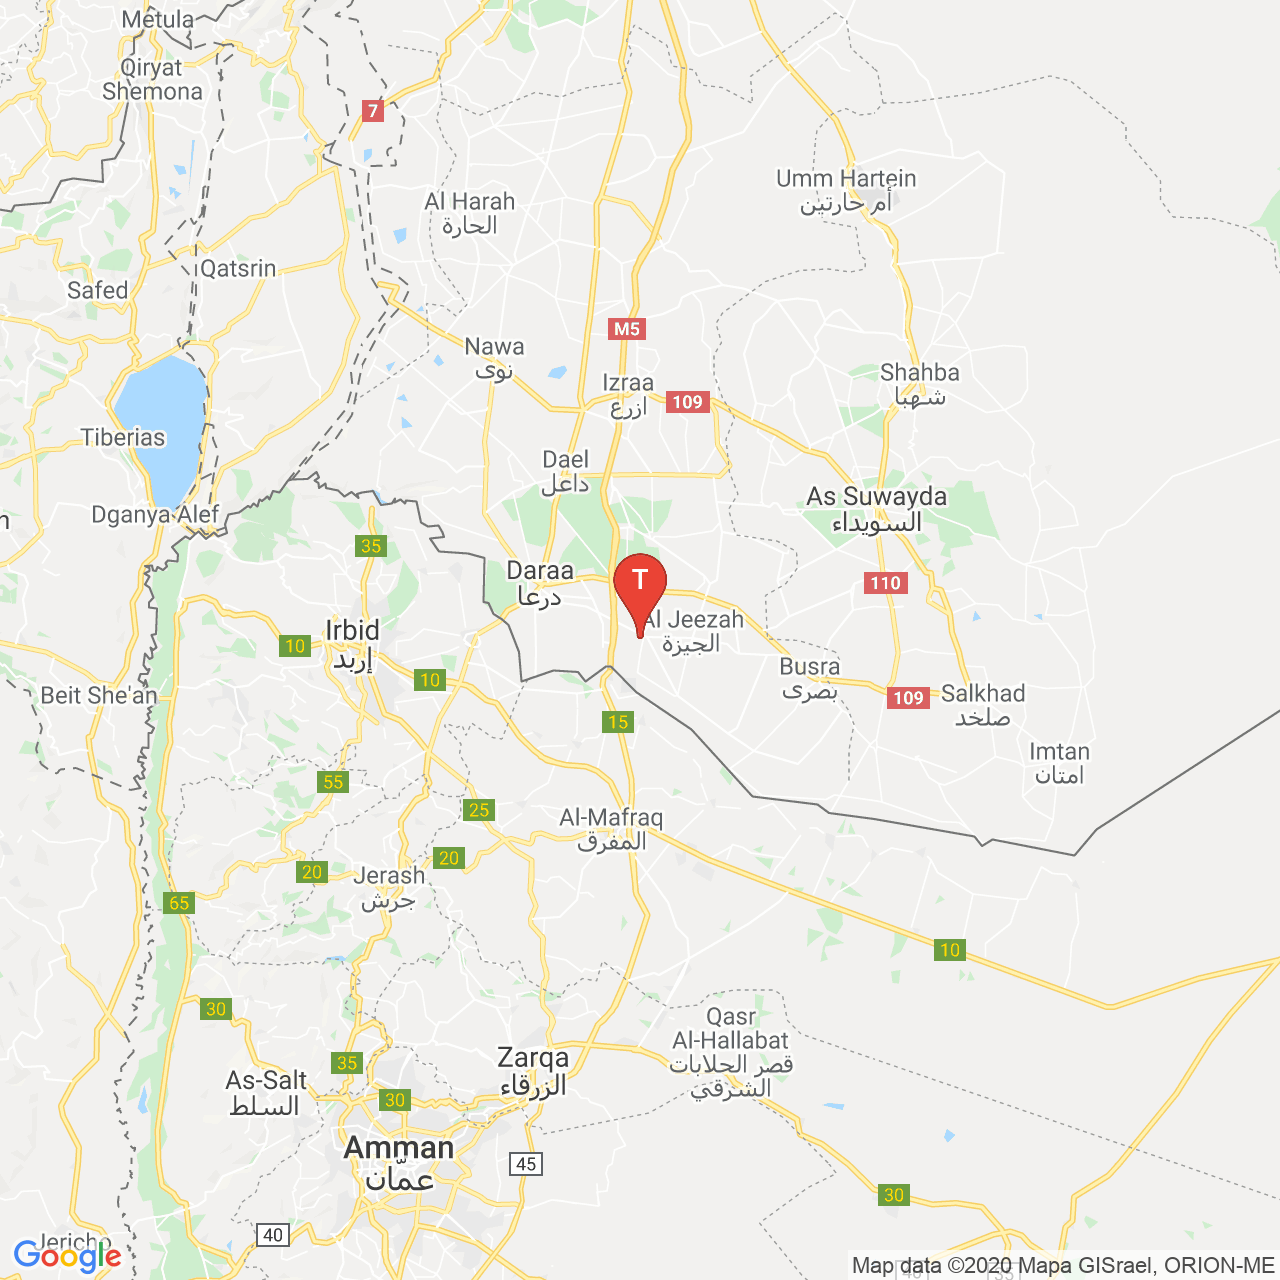 Metula
Qiryat
Shemona
7
Umm Hartein
أم حارتين
Al Harah
الحارة
Qatsrin
Safed
M5
Nawa
نوى
Izraa
ازرع
109
Shahba
شهبا
Tiberias
Dael
داعل
As Suwayda
السويداء
Dganya Alef
n
35
Daraa
درعا
T
110
Al Jeezah
الجيزة
Irbid
إربد
10
10
Busra
بصرى
109
Salkhad
صلخد
Beit She'an
15
Imtan
امتان
55
25
Al-Mafraq
المفرق
20
20
Jerash
جرش
65
10
30
Qasr
Al-Hallabat
قصر الحلابات
الشرقي
Zarqa
الزرقاء
35
As-Salt
السلط
30
Amman
عمّان
45
30
40
Jericho
Google
40
35
Map data ©2020 Mapa GISrael, ORION-ME